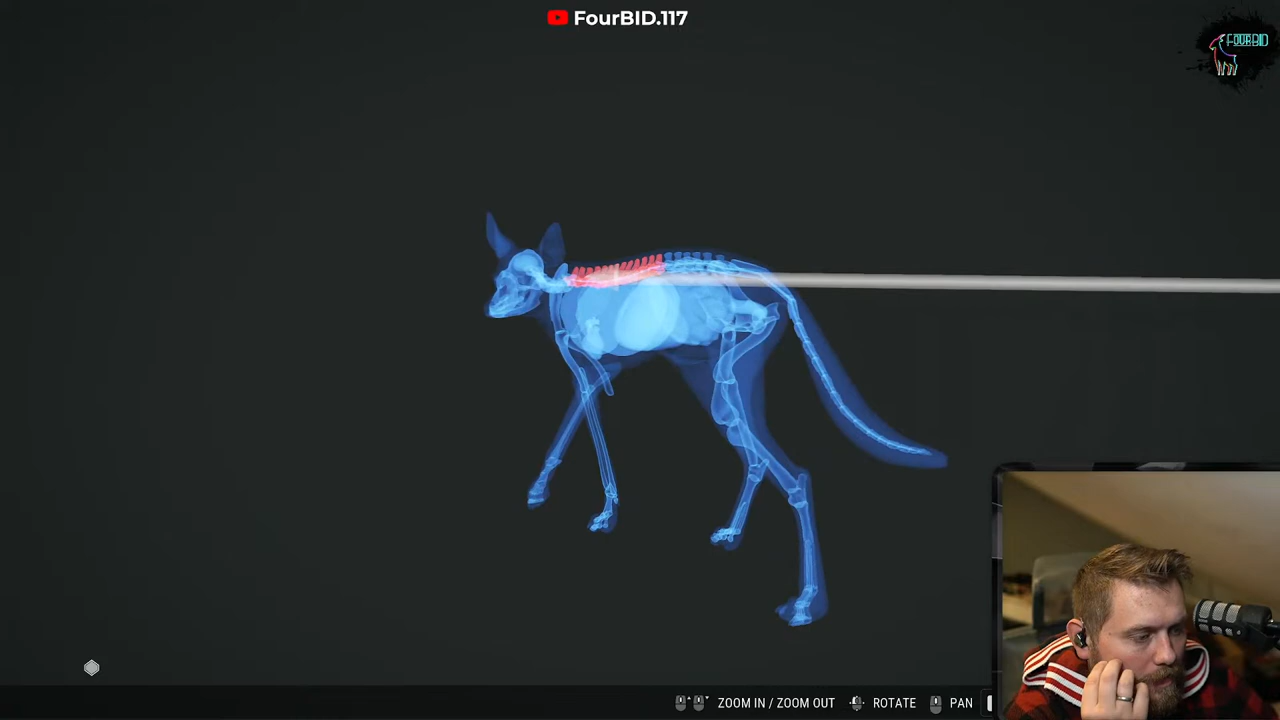 FourBID.117
FOURBID
ZOOM IN / ZOOM OUT
ROTATE
PAN